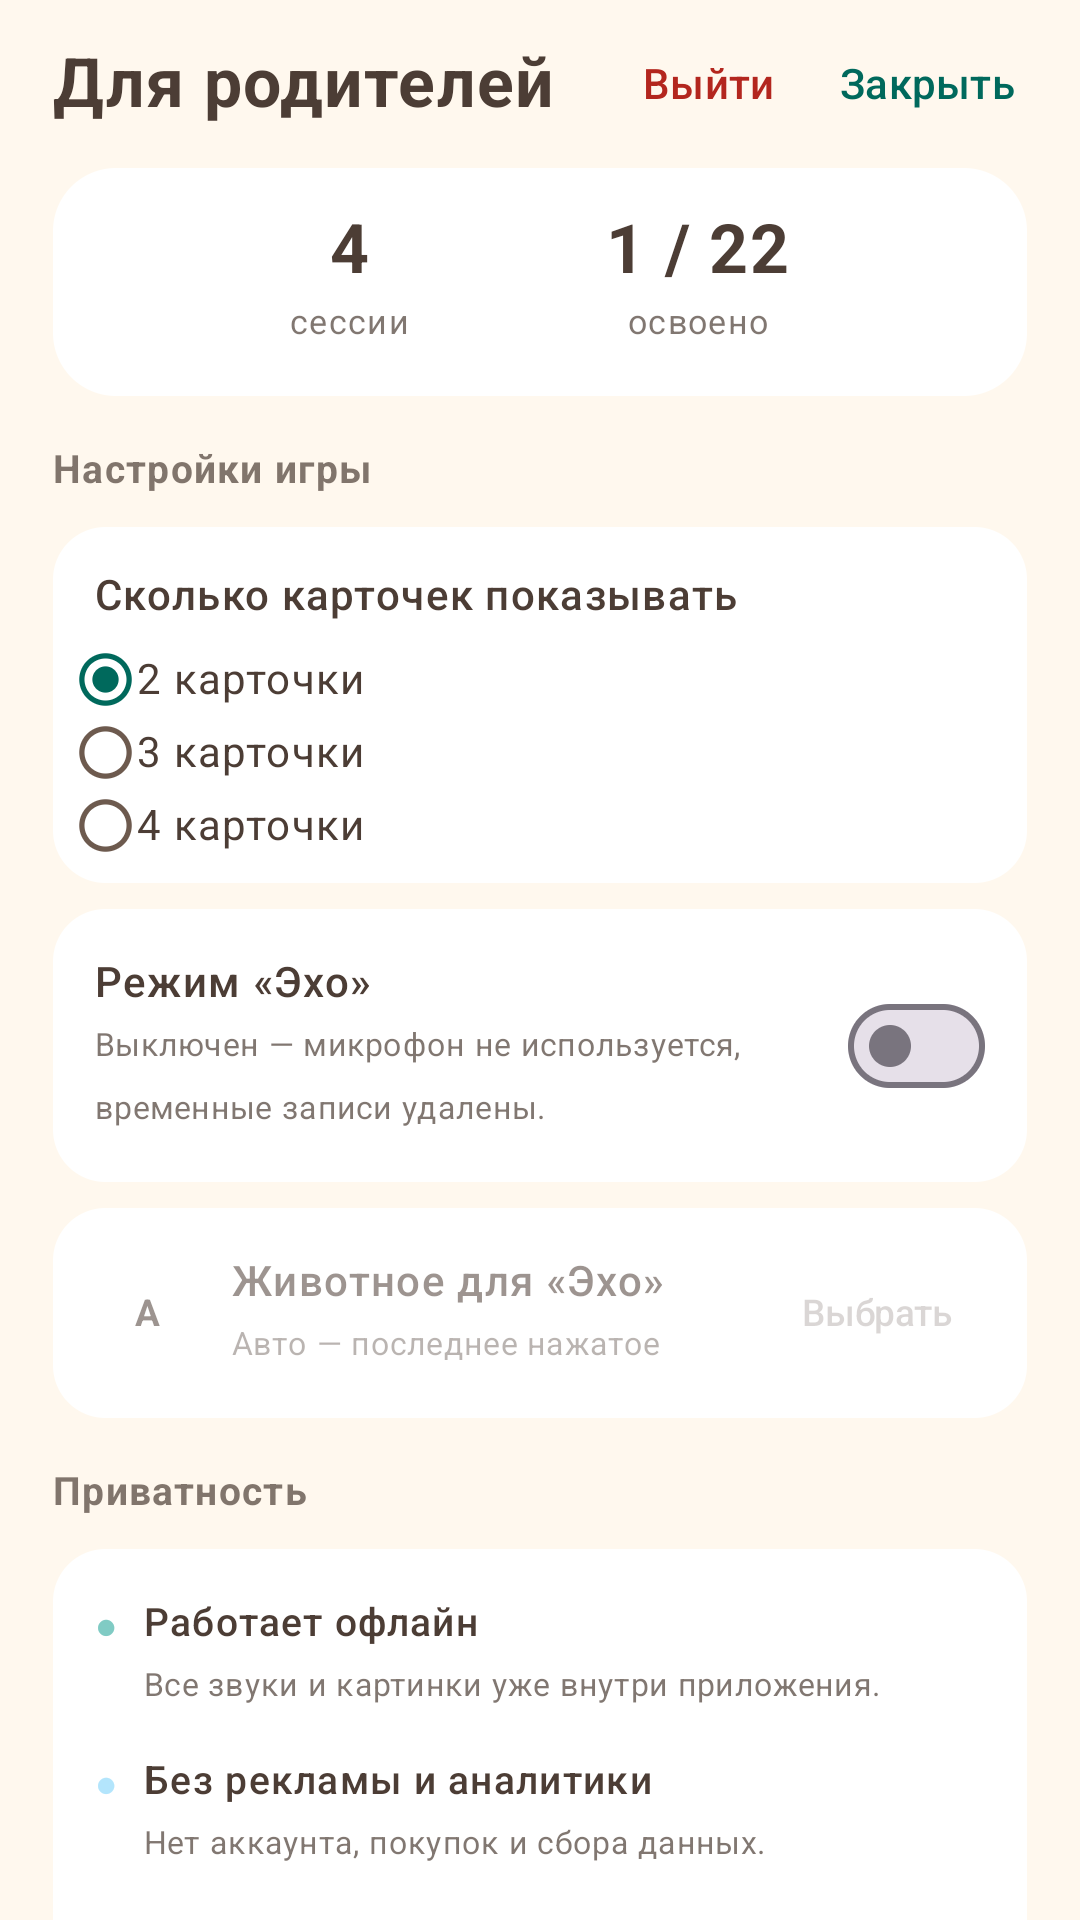 Для родителей
Выйти
Закрыть
4
сессии
1 / 22
освоено
Настройки игры
Сколько карточек показывать
2 карточки
3 карточки
4 карточки
Режим «Эхо»
Выключен — микрофон не используется,
временные записи удалены.
А
Животное для «Эхо»
Авто — последнее нажатое
Выбрать
Приватность
Работает офлайн
Все звуки и картинки уже внутри приложения.
Без рекламы и аналитики
Нет аккаунта, покупок и сбора данных.